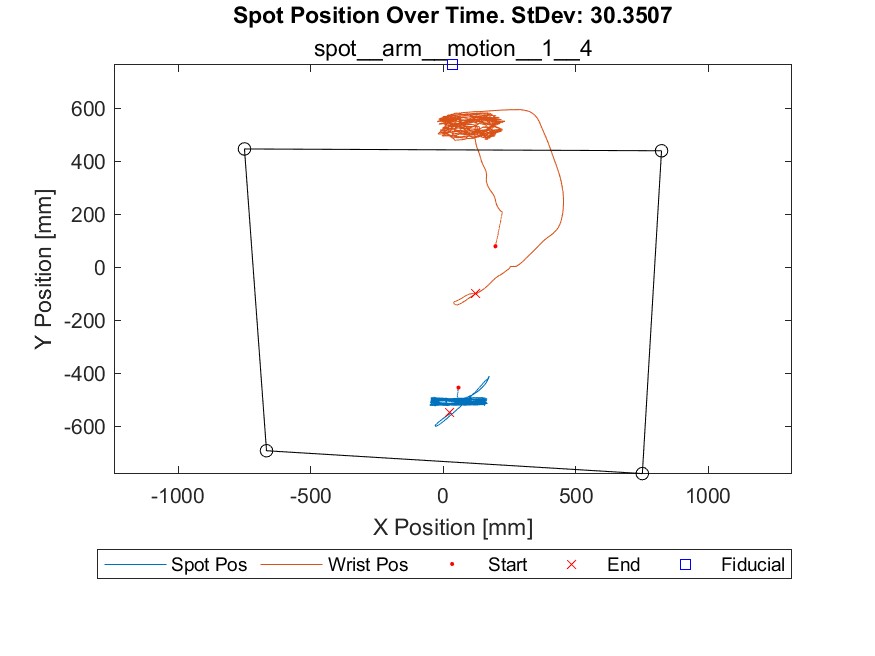 Spot Position Over Time. StDev: 30.3507
spot__arm__motion__1__4
600
400
200
0
-200
-400
-600
Y Position [mm]
-1000 -500 0 500 1000
X Position [mm]
Spot Pos Wrist Pos Start End Fiducial